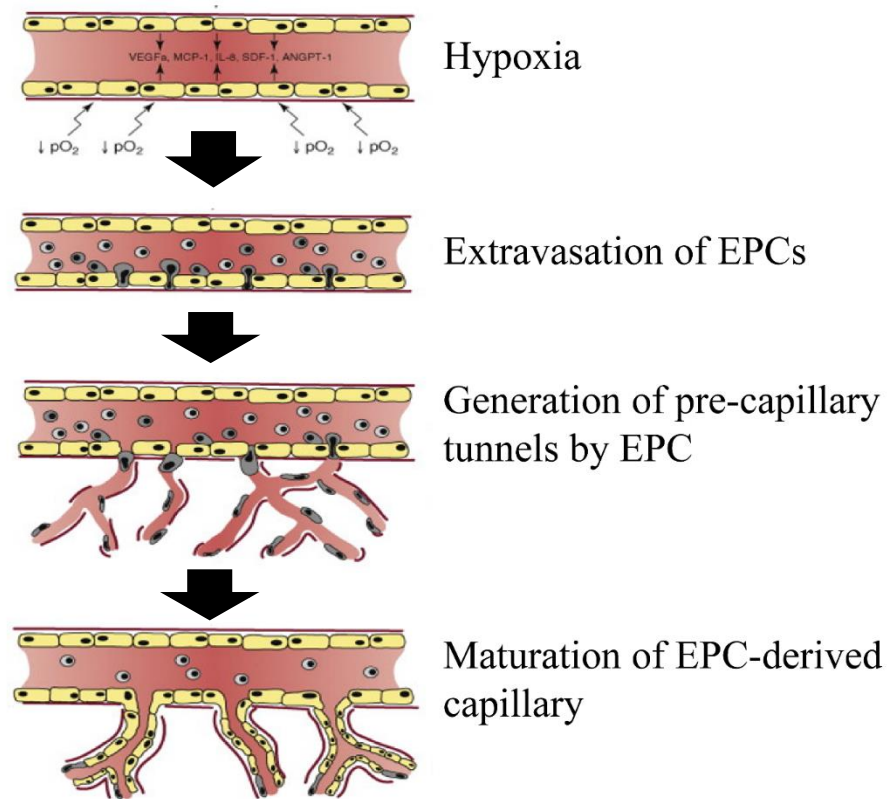 VEGFa, MCP-1, IL-8, SDF-1, ANGPT-1
Hypoxia
↓ pO₂ ↓ pO₂ ↓ pO₂ ↓ pO₂
Extravasation of EPCs
Generation of pre-capillary
tunnels by EPC
Maturation of EPC-derived
capillary